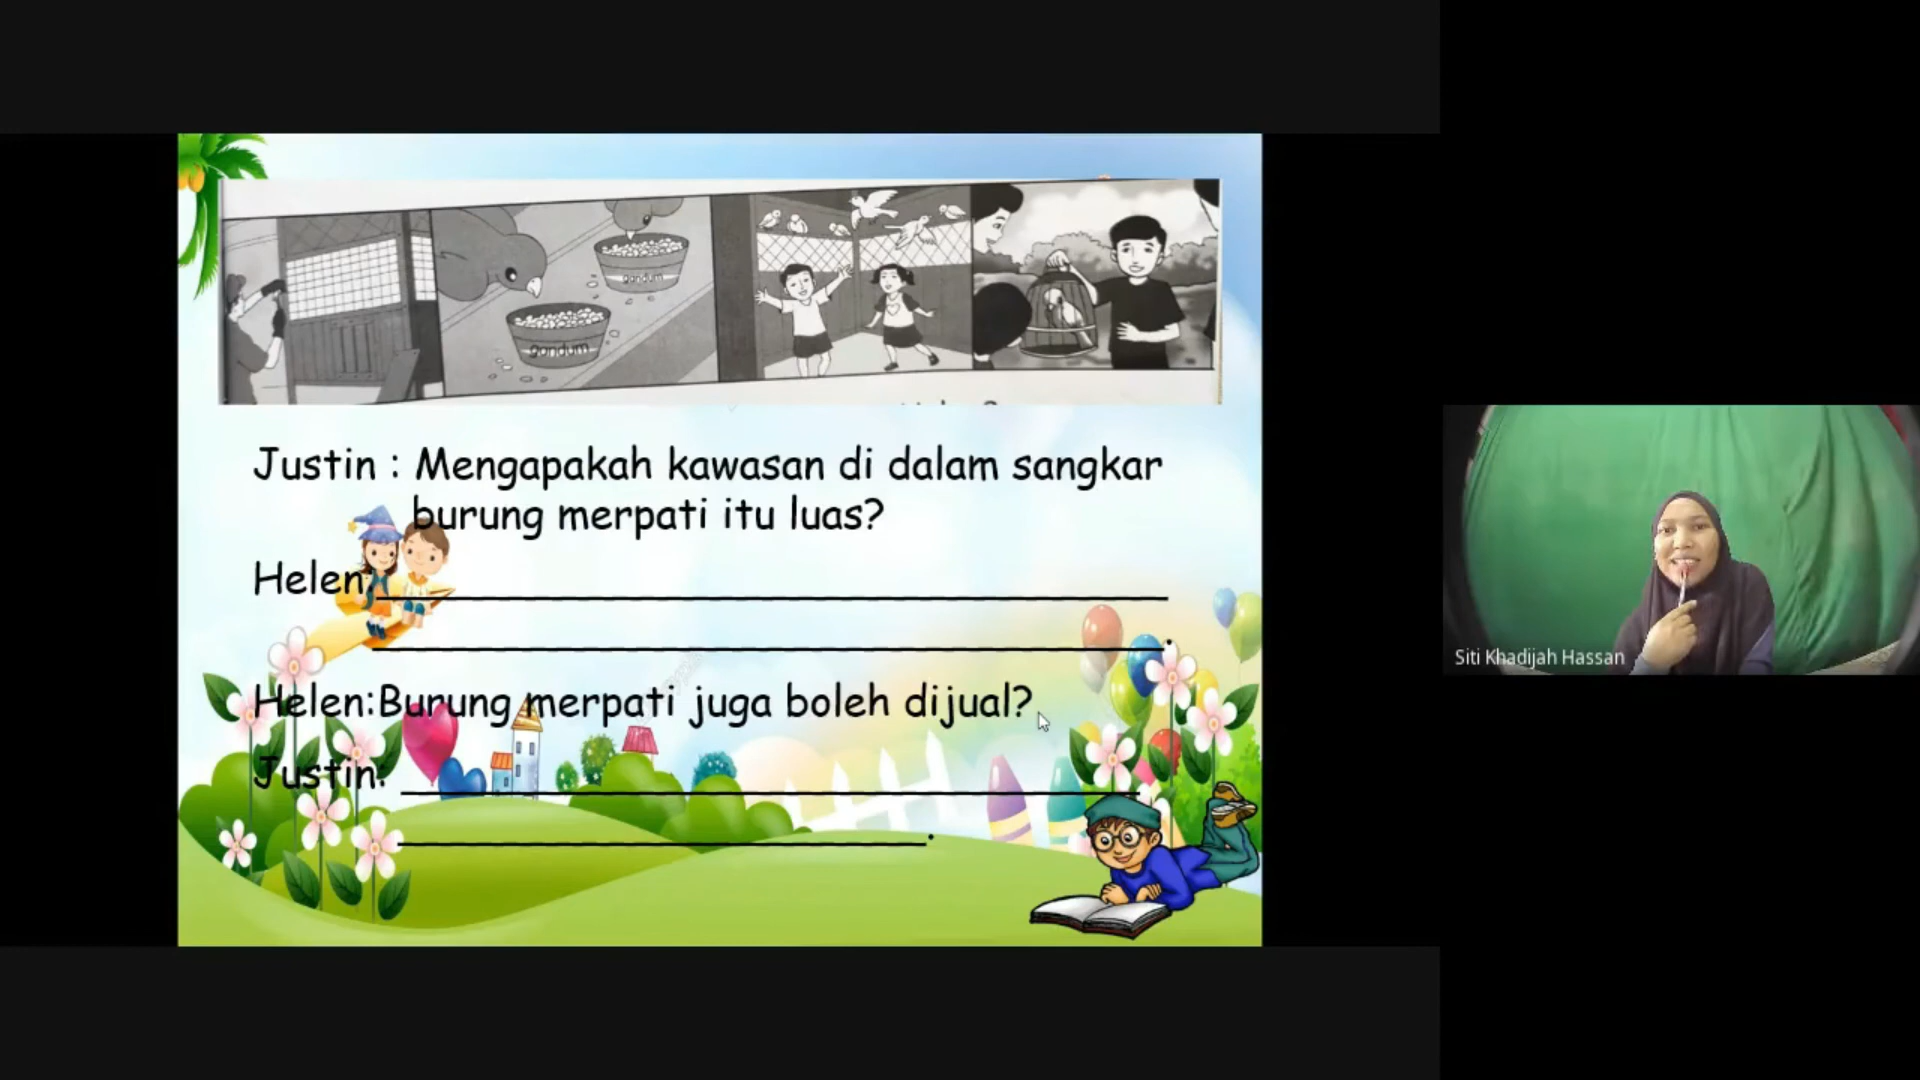 gandum
gandum
Justin : Mengapakah kawasan di dalam sangkar
burung merpati itu luas?
Helen:
Helen:Burung merpati juga boleh dijual?
Justin:
Siti Khadijah Hassan